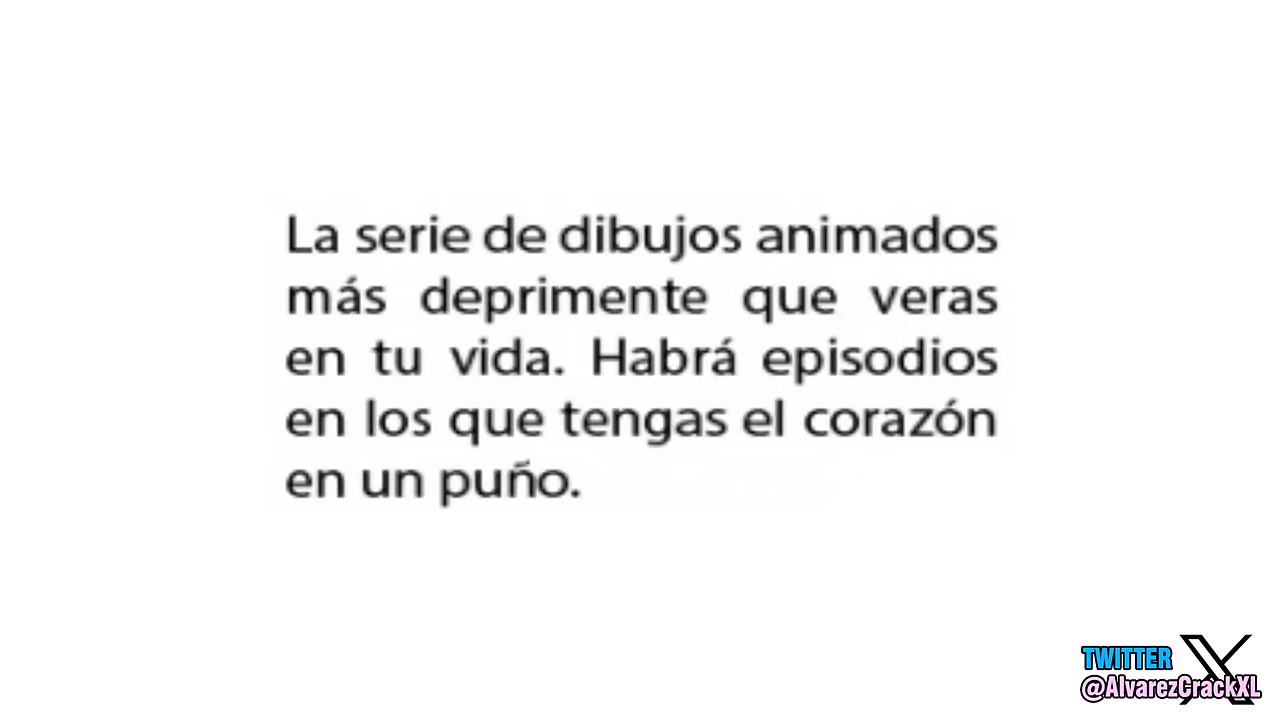 La serie de dibujos animados
más deprimente que veras
en tu vida. Habrá episodios
en los que tengas el corazón
en un puño.
TWITTER
@AlvarezCrackXL